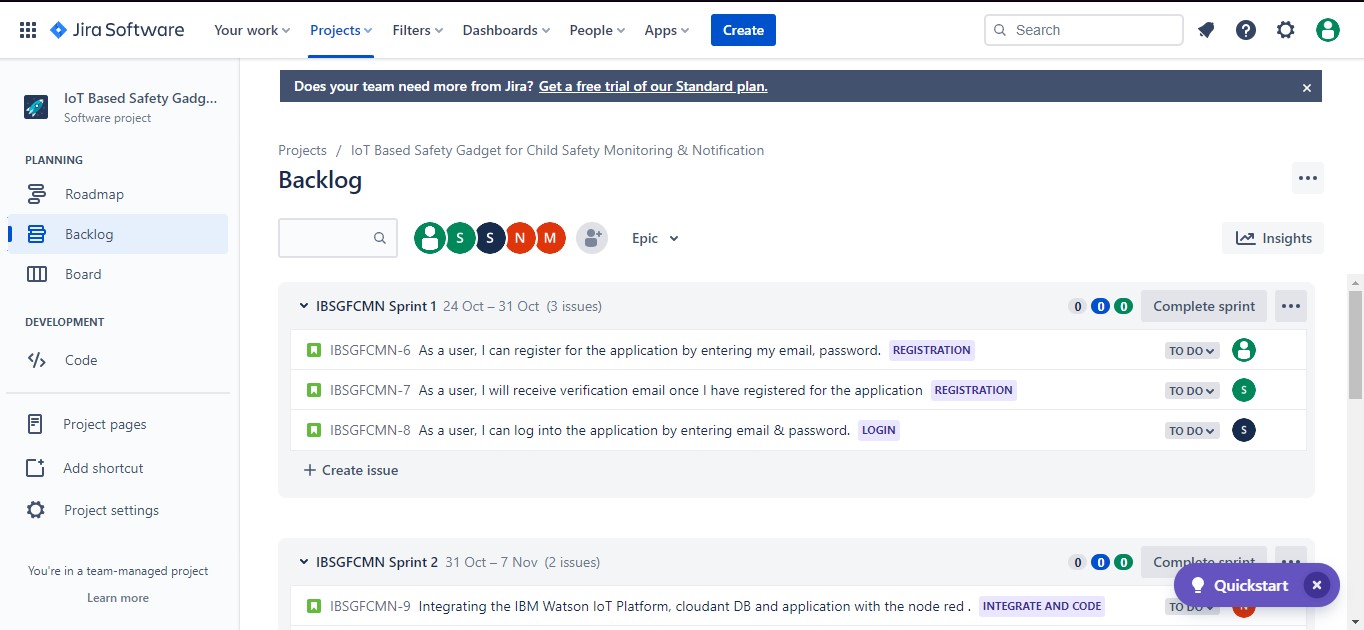 Jira Software Your work Projects Filters Dashboards People Apps Create Search
IoT Based Safety Gadg...
Software project
PLANNING
Roadmap
Backlog
Board
DEVELOPMENT
Code
Project pages
Add shortcut
Project settings
You're in a team-managed project
Learn more
Does your team need more from Jira? Get a free trial of our Standard plan.
Projects / IoT Based Safety Gadget for Child Safety Monitoring & Notification
Backlog
S S N M Epic Insights
IBSGFCMN Sprint 1 24 Oct – 31 Oct (3 issues) 0 0 0 Complete sprint
IBSGFCMN-6 As a user, I can register for the application by entering my email, password. REGISTRATION TO DO
IBSGFCMN-7 As a user, I will receive verification email once I have registered for the application REGISTRATION TO DO S
IBSGFCMN-8 As a user, I can log into the application by entering email & password. LOGIN TO DO S
Create issue
IBSGFCMN Sprint 2 31 Oct – 7 Nov (2 issues) 0 0 0 Complete sprint
Quickstart
IBSGFCMN-9 Integrating the IBM Watson IoT Platform, cloudant DB and application with the node red . INTEGRATE AND CODE TO DO N